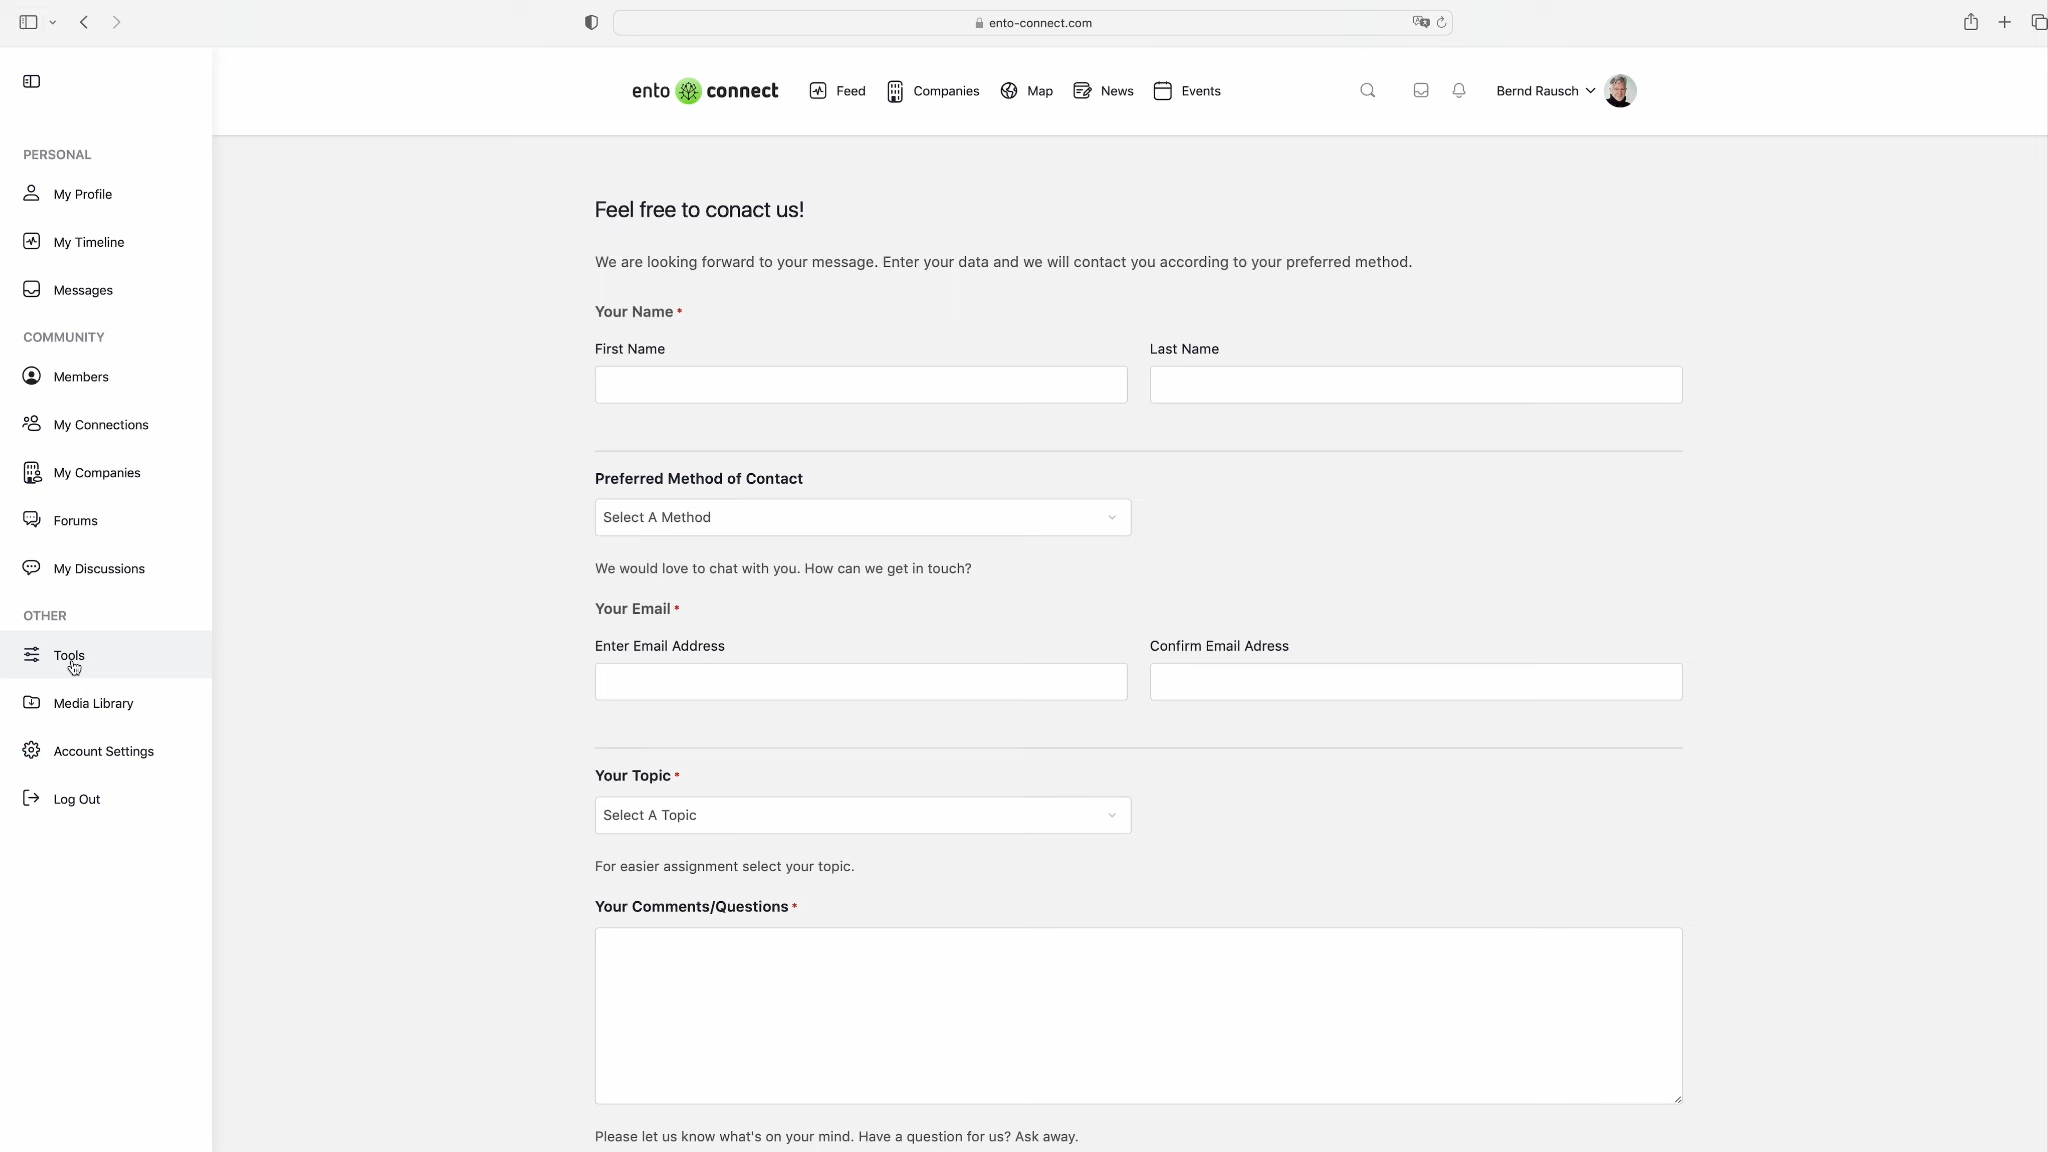 ento-connect.com
ento connect
Feed
Companies
Map
News
Events
Bernd Rausch
PERSONAL
My Profile
My Timeline
Messages
COMMUNITY
Members
My Connections
My Companies
Forums
My Discussions
OTHER
Tools
Media Library
Account Settings
Log Out
Feel free to conact us!
We are looking forward to your message. Enter your data and we will contact you according to your preferred method.
Your Name *
First Name
Last Name
Preferred Method of Contact
Select A Method
We would love to chat with you. How can we get in touch?
Your Email *
Enter Email Address
Confirm Email Adress
Your Topic *
Select A Topic
For easier assignment select your topic.
Your Comments/Questions *
Please let us know what's on your mind. Have a question for us? Ask away.